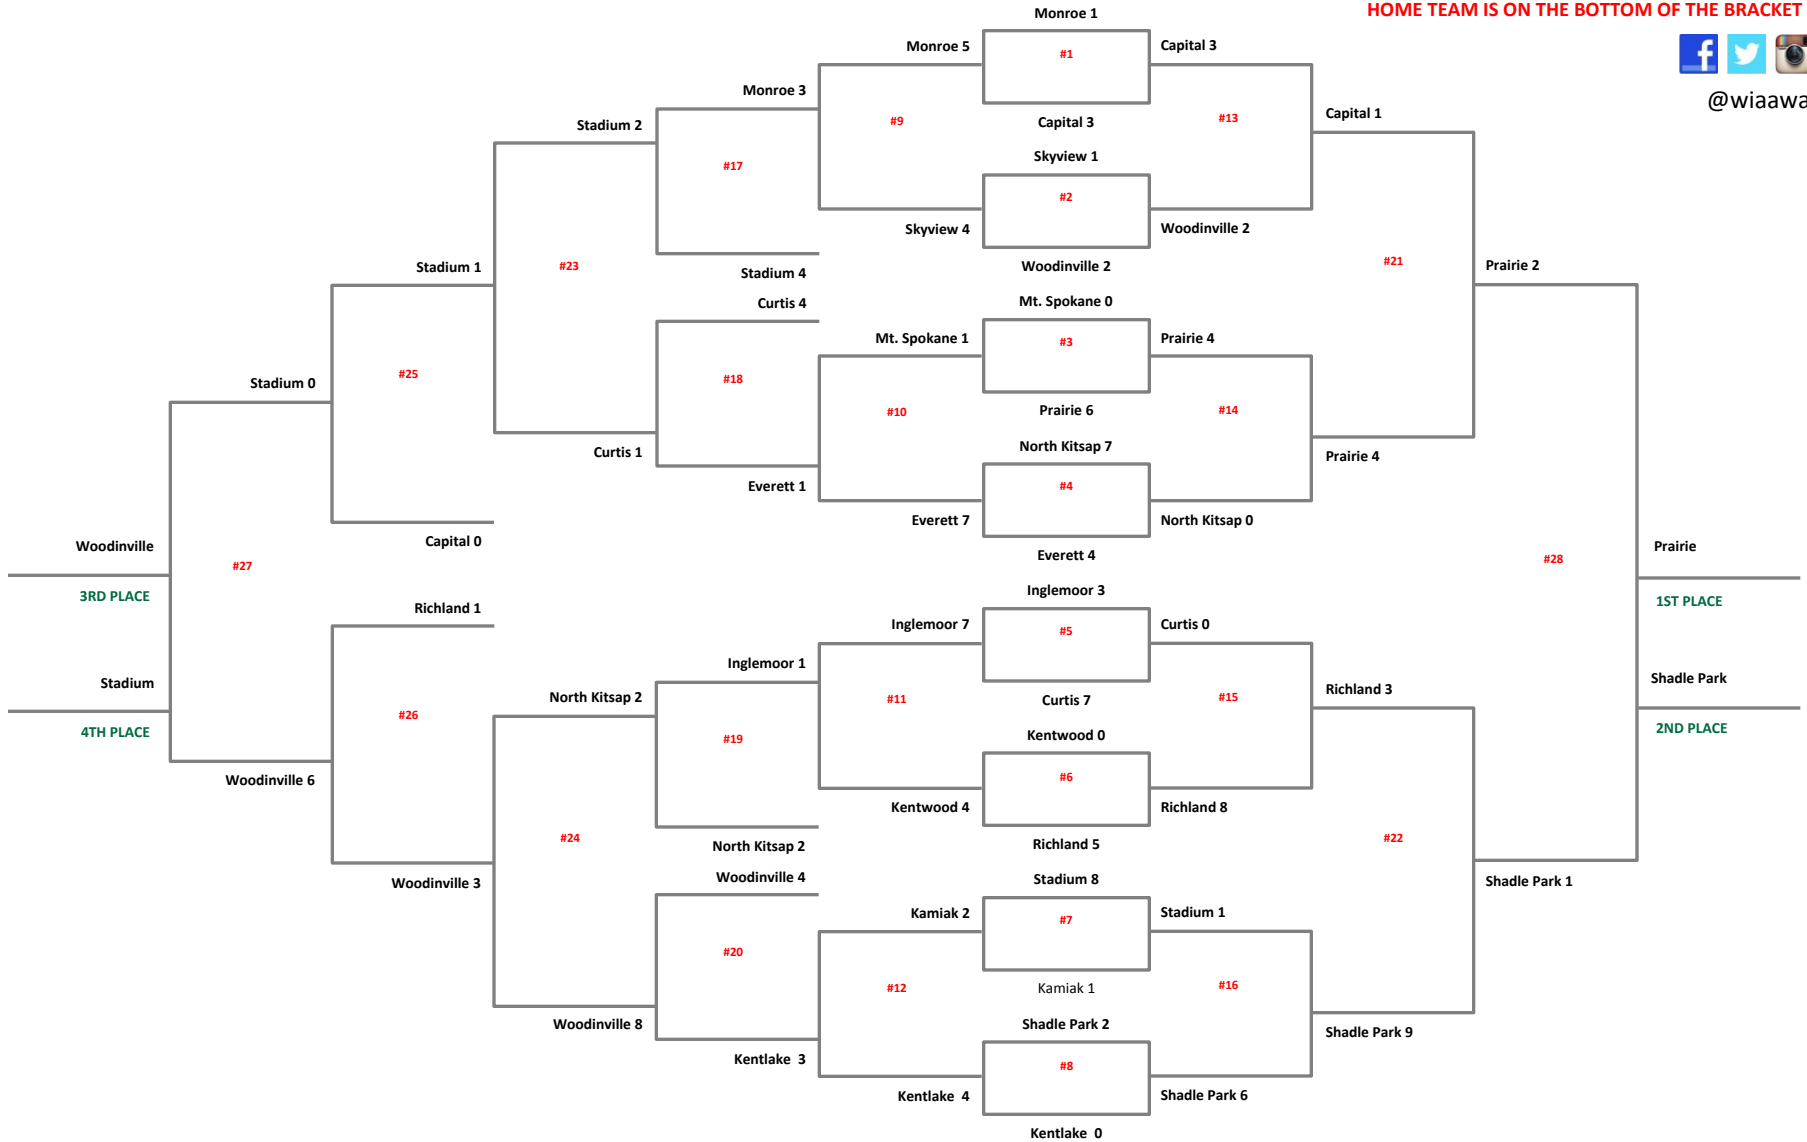 HOME TEAM IS ON THE BOTTOM OF THE BRACKET
@wiaawa
Monroe 1
#1
Capital 3
Skyview 1
#2
Woodinville 2
Mt. Spokane 0
#3
Prairie 6
North Kitsap 7
#4
Everett 4
Inglemoor 3
#5
Curtis 7
Kentwood 0
#6
Richland 5
Stadium 8
#7
Kamiak 1
Shadle Park 2
#8
Kentlake 0
Capital 3
#13
Woodinville 2
Prairie 4
#14
North Kitsap 0
Curtis 0
#15
Richland 8
Stadium 1
#16
Shadle Park 6
Capital 1
#21
Prairie 4
Richland 3
#22
Shadle Park 9
Prairie 2
#28
Shadle Park 1
Prairie
1ST PLACE
Shadle Park
2ND PLACE
Monroe 5
#9
Skyview 4
Mt. Spokane 1
#10
Everett 7
Inglemoor 7
#11
Kentwood 4
Kamiak 2
#12
Kentlake 4
Monroe 3
#17
Stadium 4
Curtis 4
#18
Everett 1
Inglemoor 1
#19
North Kitsap 2
Woodinville 4
#20
Kentlake 3
Stadium 2
#23
Curtis 1
North Kitsap 2
#24
Woodinville 8
Stadium 1
#25
Capital 0
Richland 1
#26
Woodinville 3
Stadium 0
#27
Woodinville 6
Woodinville
3RD PLACE
Stadium
4TH PLACE